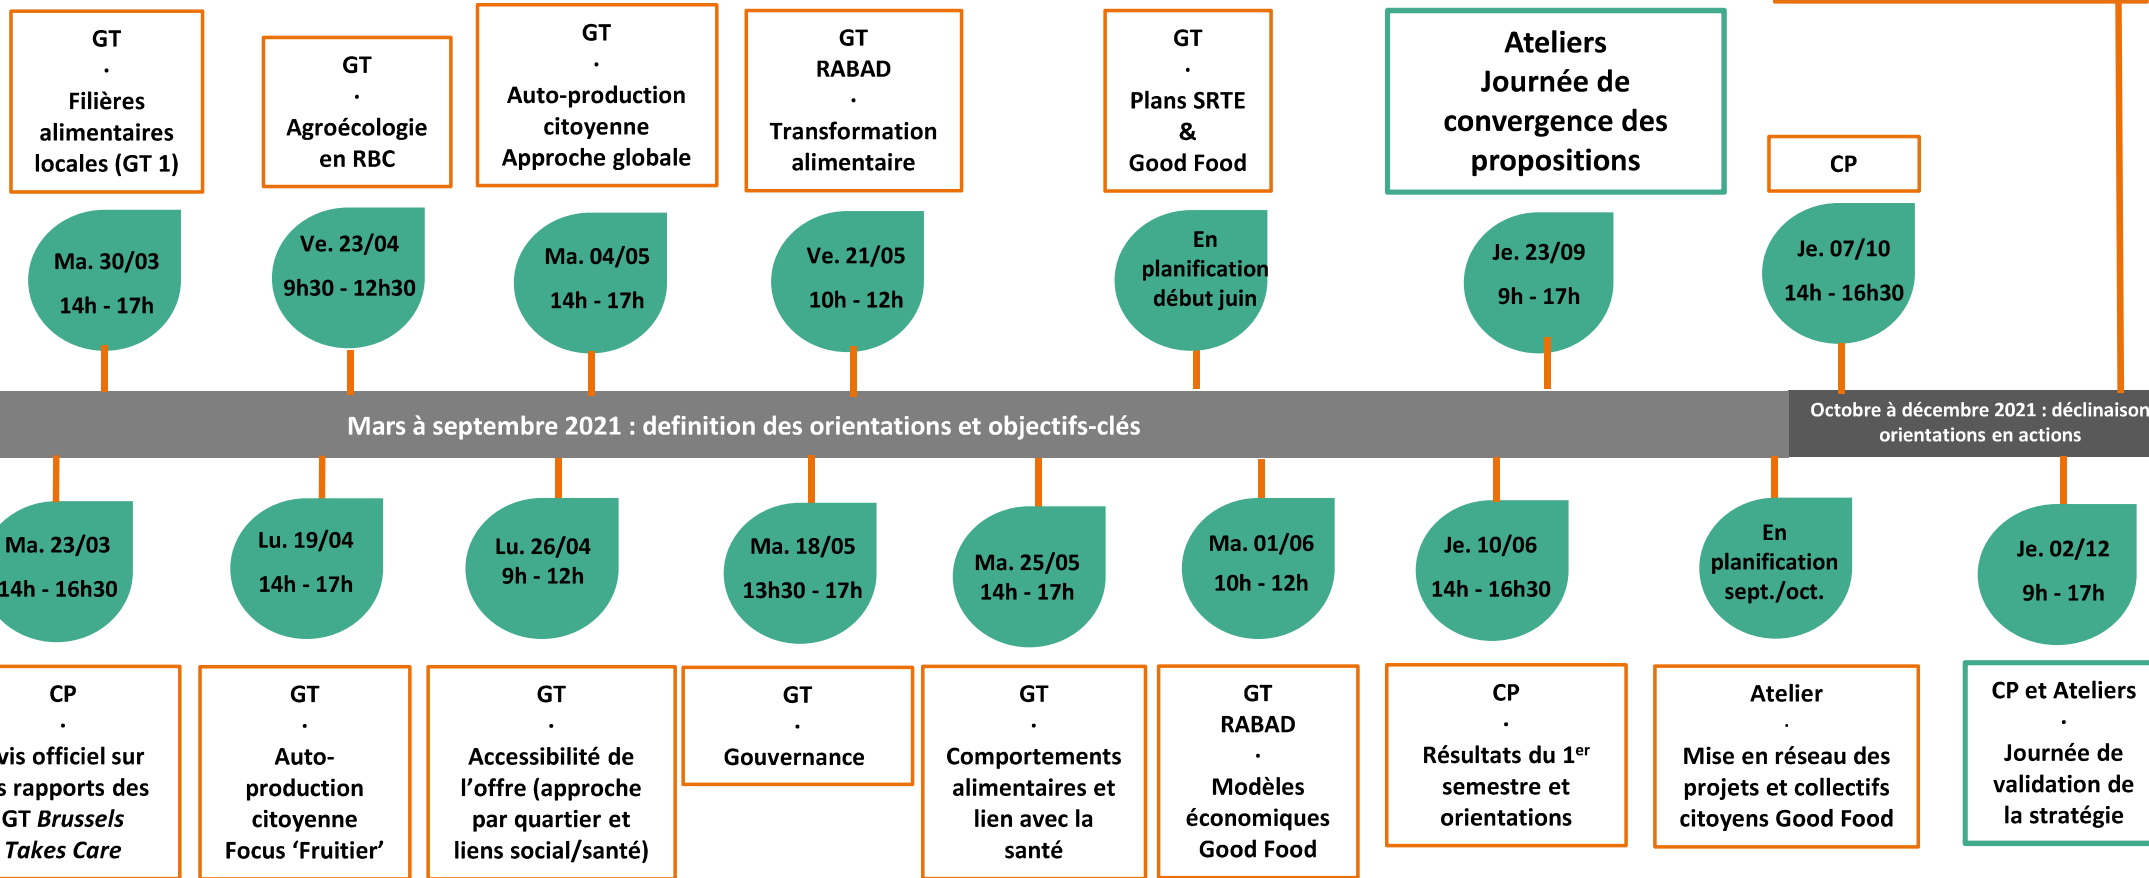 GT
·
Filières
alimentaires
locales (GT 1)
GT
·
Agroécologie
en RBC
GT
·
Auto-production
citoyenne
Approche globale
GT
RABAD
·
Transformation
alimentaire
GT
·
Plans SRTE
&
Good Food
Ateliers
Journée de
convergence des
propositions
CP
Ma. 30/03
14h - 17h
Ve. 23/04
9h30 - 12h30
Ma. 04/05
14h - 17h
Ve. 21/05
10h - 12h
En
planification
début juin
Je. 23/09
9h - 17h
Je. 07/10
14h - 16h30
Mars à septembre 2021 : definition des orientations et objectifs-clés
Octobre à décembre 2021 : déclinaison
orientations en actions
Ma. 23/03
14h - 16h30
Lu. 19/04
14h - 17h
Lu. 26/04
9h - 12h
Ma. 18/05
13h30 - 17h
Ma. 25/05
14h - 17h
Ma. 01/06
10h - 12h
Je. 10/06
14h - 16h30
En
planification
sept./oct.
Je. 02/12
9h - 17h
CP
·
vis officiel sur
s rapports des
GT Brussels
Takes Care
GT
·
Auto-
production
citoyenne
Focus ‘Fruitier’
GT
·
Accessibilité de
l’offre (approche
par quartier et
liens social/santé)
GT
·
Gouvernance
GT
·
Comportements
alimentaires et
lien avec la
santé
GT
RABAD
·
Modèles
économiques
Good Food
CP
·
Résultats du 1er
semestre et
orientations
Atelier
·
Mise en réseau des
projets et collectifs
citoyens Good Food
CP et Ateliers
·
Journée de
validation de
la stratégie